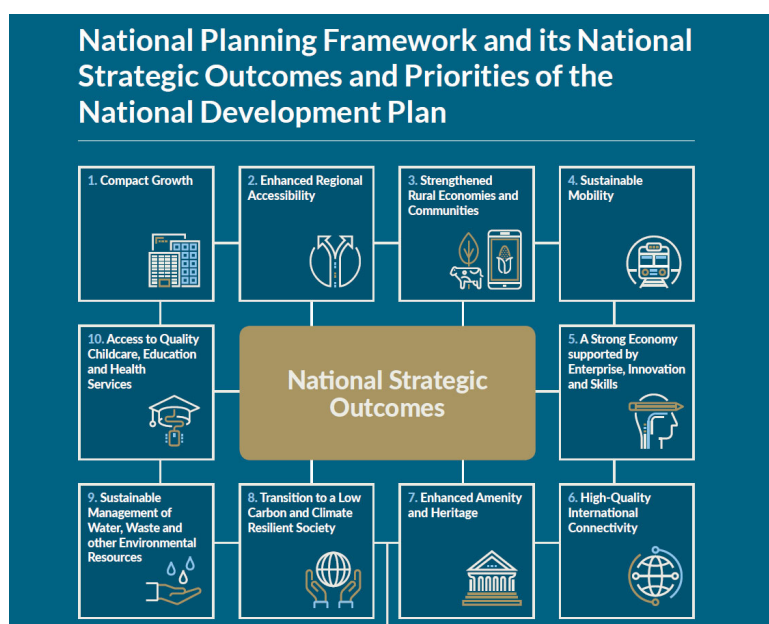 National Planning Framework and its National
Strategic Outcomes and Priorities of the
National Development Plan
1. Compact Growth
2. Enhanced Regional
Accessibility
3. Strengthened
Rural Economies and
Communities
4. Sustainable
Mobility
10. Access to Quality
Childcare, Education
and Health
Services
National Strategic
Outcomes
5. A Strong Economy
supported by
Enterprise, Innovation
and Skills
9. Sustainable
Management of
Water, Waste and
other Environmental
Resources
8. Transition to a Low
Carbon and Climate
Resilient Society
7. Enhanced Amenity
and Heritage
6. High-Quality
International
Connectivity